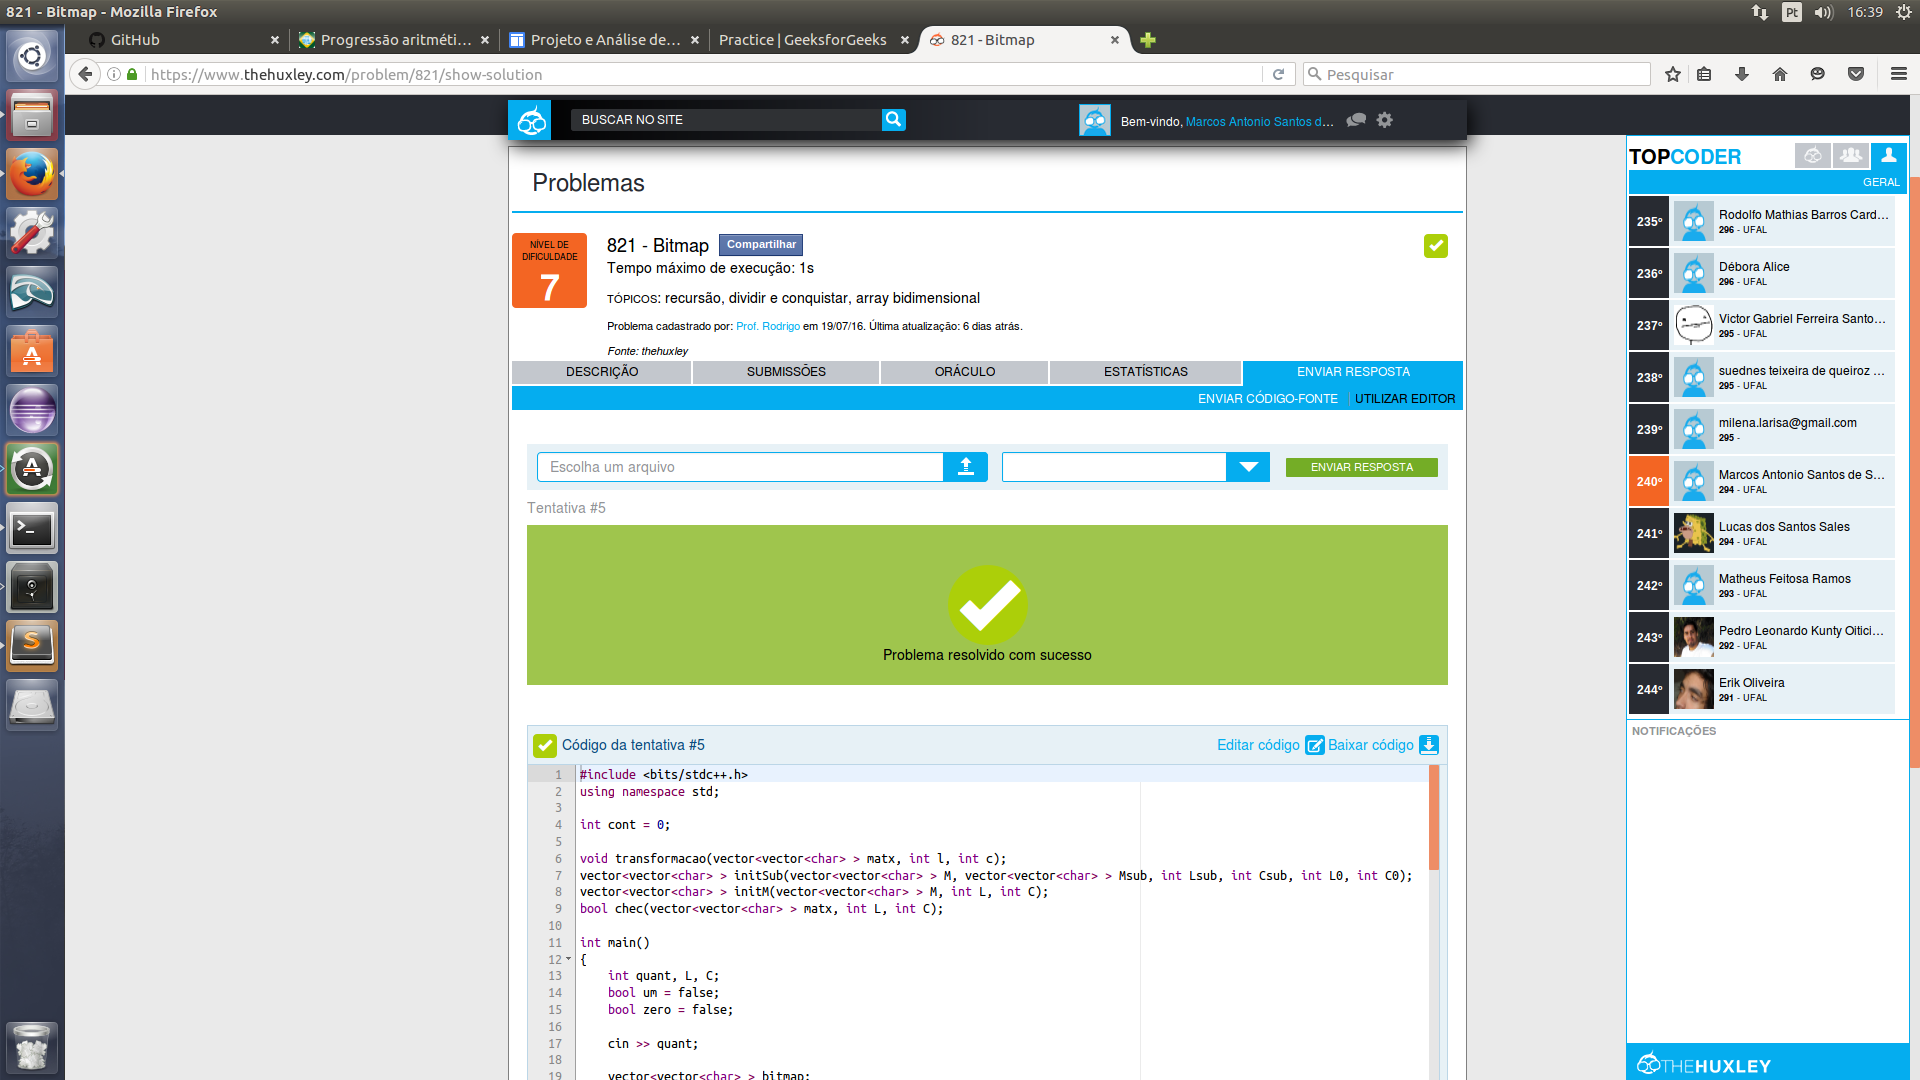 821 - Bitmap - Mozilla Firefox
Pt
16:39
GitHub
Progressão aritméti...
Projeto e Análise de...
Practice | GeeksforGeeks
821 - Bitmap
https://www.thehuxley.com/problem/821/show-solution
Pesquisar
BUSCAR NO SITE
Bem-vindo, Marcos Antonio Santos d...
Problemas
NÍVEL DE
DIFICULDADE
7
821 - Bitmap
Compartilhar
Tempo máximo de execução: 1s
TÓPICOS: recursão, dividir e conquistar, array bidimensional
Problema cadastrado por: Prof. Rodrigo em 19/07/16. Última atualização: 6 dias atrás.
Fonte: thehuxley
DESCRIÇÃO
SUBMISSÕES
ORÁCULO
ESTATÍSTICAS
ENVIAR RESPOSTA
ENVIAR CÓDIGO-FONTE
UTILIZAR EDITOR
Escolha um arquivo
ENVIAR RESPOSTA
Tentativa #5
Problema resolvido com sucesso
Código da tentativa #5
Editar código
Baixar código
1 #include <bits/stdc++.h>
2 using namespace std;
3
4 int cont = 0;
5
6 void transformacao(vector<vector<char> > matx, int l, int c);
7 vector<vector<char> > initSub(vector<vector<char> > M, vector<vector<char> > Msub, int Lsub, int Csub, int L0, int C0);
8 vector<vector<char> > initM(vector<vector<char> > M, int L, int C);
9 bool chec(vector<vector<char> > matx, int L, int C);
10
11 int main()
12 {
13 int quant, L, C;
14 bool um = false;
15 bool zero = false;
16
17 cin >> quant;
18
19 vector<vector<char> > bitmap;
TOPCODER
GERAL
235º
Rodolfo Mathias Barros Card...
296 - UFAL
236º
Débora Alice
296 - UFAL
237º
Victor Gabriel Ferreira Santo...
295 - UFAL
238º
suednes teixeira de queiroz ...
295 - UFAL
239º
milena.larisa@gmail.com
295 -
240º
Marcos Antonio Santos de S...
294 - UFAL
241º
Lucas dos Santos Sales
294 - UFAL
242º
Matheus Feitosa Ramos
293 - UFAL
243º
Pedro Leonardo Kunty Oitici...
292 - UFAL
244º
Erik Oliveira
291 - UFAL
NOTIFICAÇÕES
THEHUXLEY